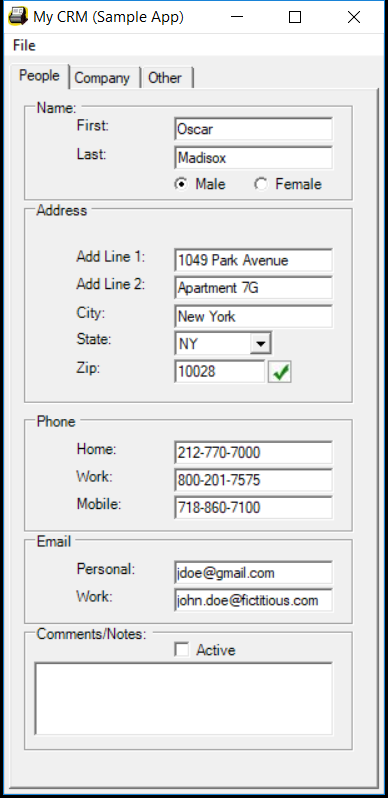 My CRM (Sample App)
File
People Company Other
Name:
First: Oscar
Last: Madisox
Male Female
Address
Add Line 1: 1049 Park Avenue
Add Line 2: Apartment 7G
City: New York
State: NY
Zip: 10028
Phone
Home: 212-770-7000
Work: 800-201-7575
Mobile: 718-860-7100
Email
Personal: jdoe@gmail.com
Work: john.doe@fictitious.com
Comments/Notes:
Active